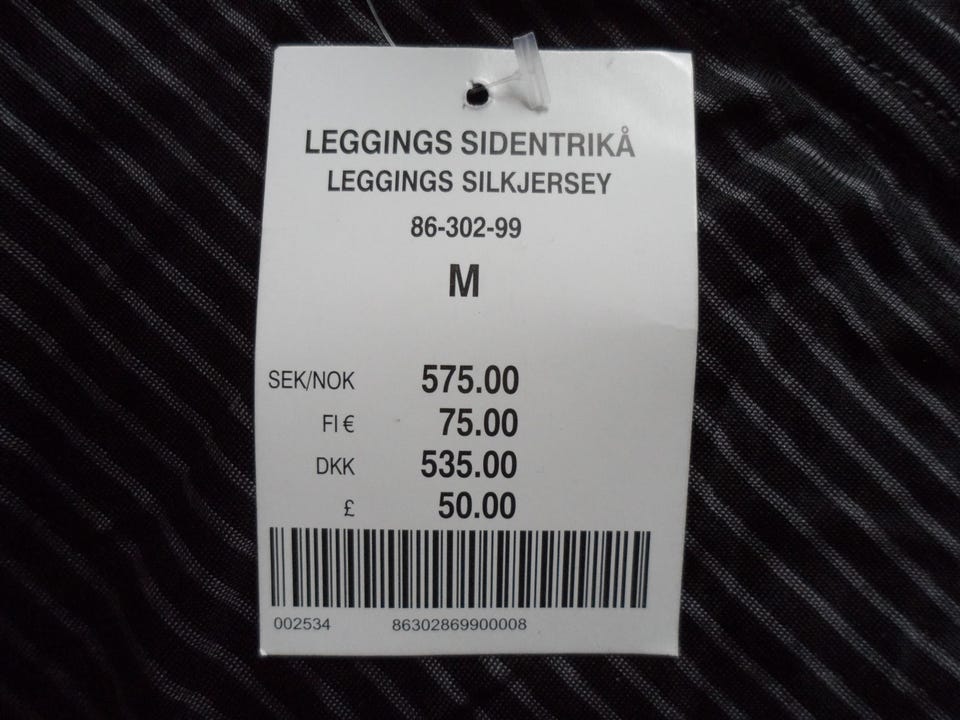 LEGGINGS SIDENTRIKÅ
LEGGINGS SILKJERSEY
86-302-99
M
SEK/NOK 575.00
FI € 75.00
DKK 535.00
£ 50.00
002534 86302869900008